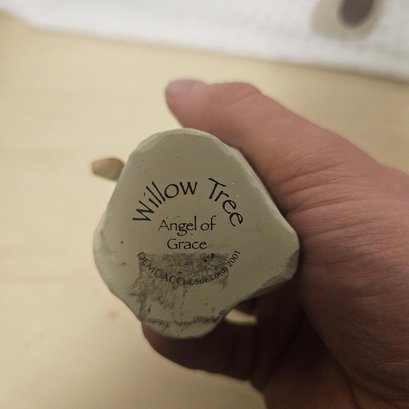 Willow Tree
Angel of
Grace
DEMDACO ©Susan Lordi 2001